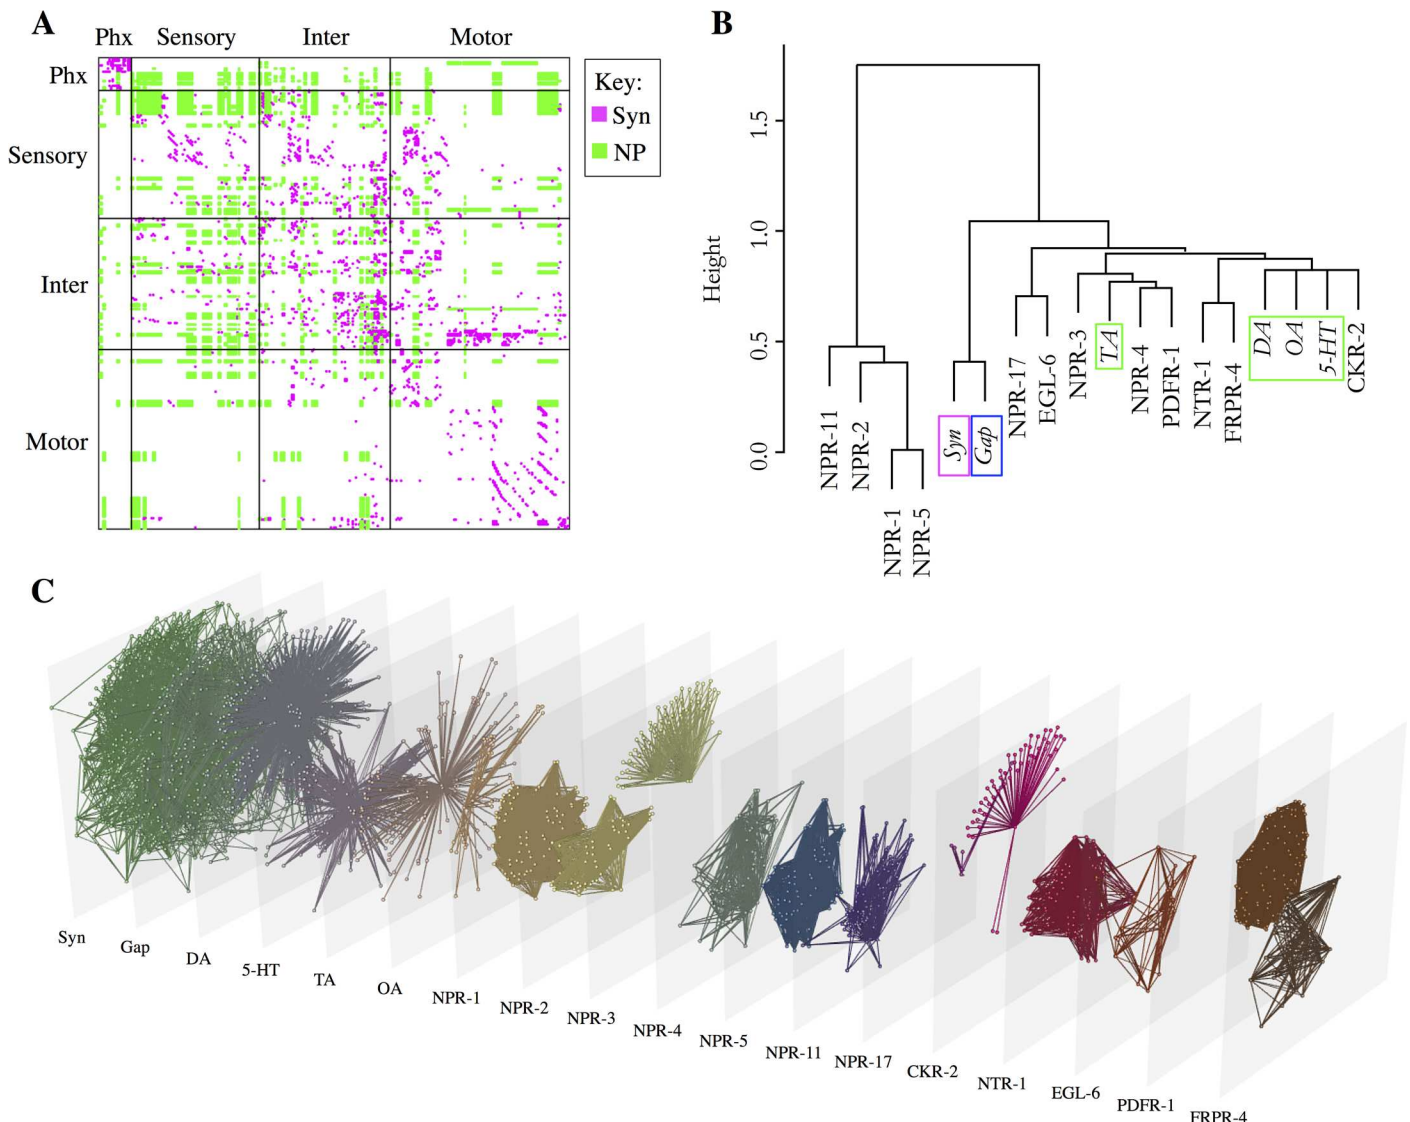 A
Phx Sensory Inter Motor
Phx
Sensory
Inter
Motor
Key:
Syn
NP
B
Height
1.5
1.0
0.5
0.0
NPR-11
NPR-2
NPR-1
NPR-5
Syn
Gap
NPR-17
EGL-6
NPR-3
TA
NPR-4
PDFR-1
NTR-1
FRPR-4
DA
OA
5-HT
CKR-2
C
Syn
Gap
DA
5-HT
TA
OA
NPR-1
NPR-2
NPR-3
NPR-4
NPR-5
NPR-11
NPR-17
CKR-2
NTR-1
EGL-6
PDFR-1
FRPR-4